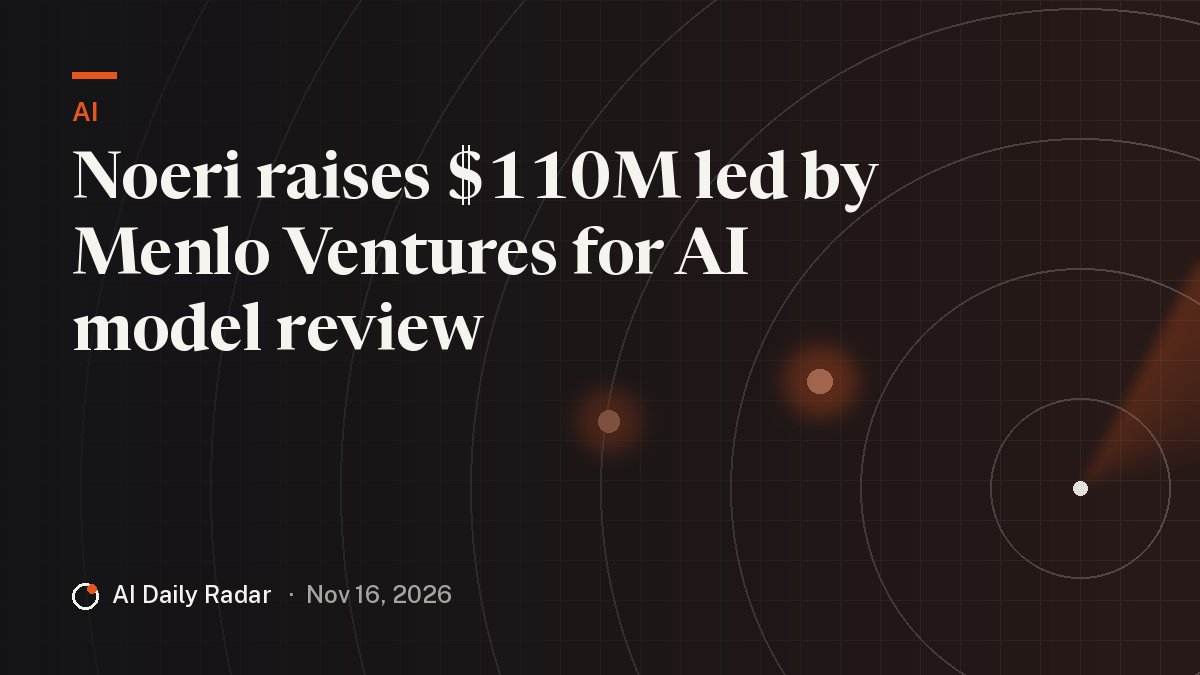 AI
Noeri raises $110M led by
Menlo Ventures for AI
model review
AI Daily Radar · Nov 16, 2026